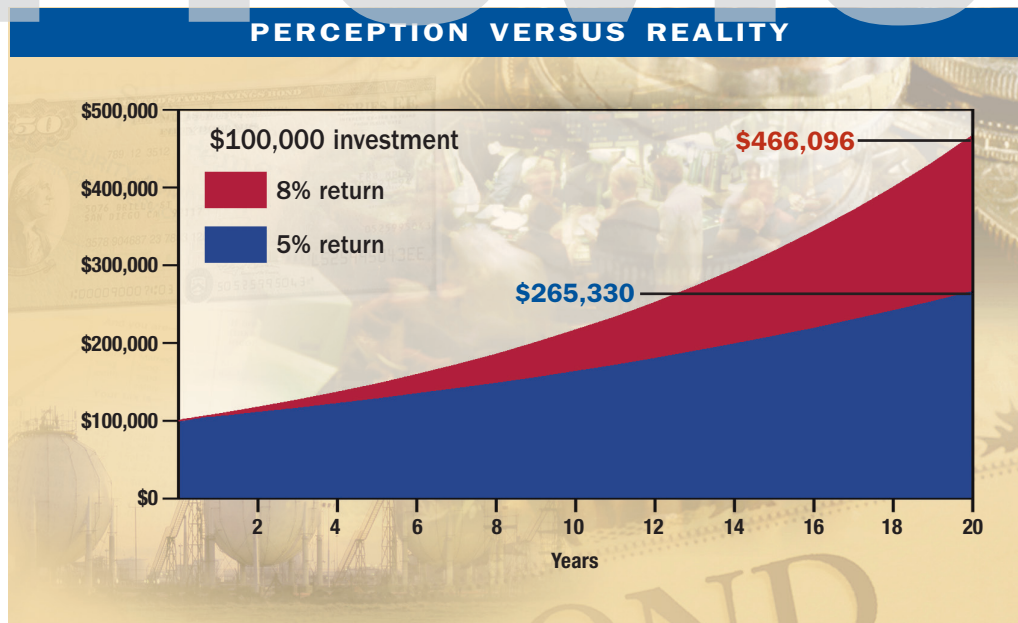 PERCEPTION VERSUS REALITY
$500,000
$100,000 investment
$466,096
8% return
$400,000
5% return
$300,000
$265,330
$200,000
$100,000
$0
2 4 6 8 10 12 14 16 18 20
Years